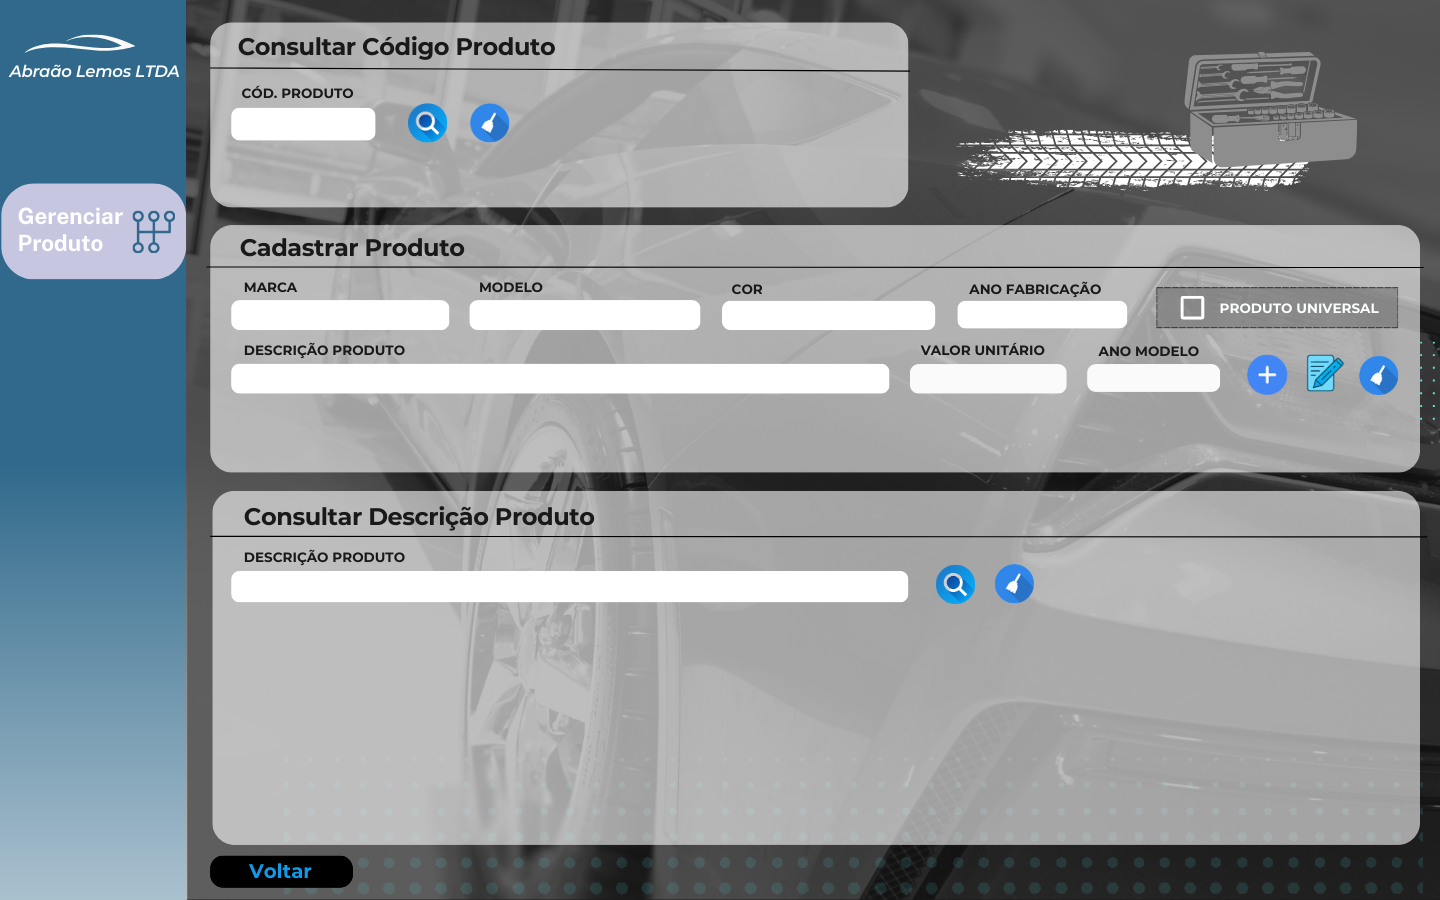 Abraão Lemos LTDA
Gerenciar
Produto
Consultar Código Produto
CÓD. PRODUTO
Cadastrar Produto
MARCA
MODELO
COR
ANO FABRICAÇÃO
PRODUTO UNIVERSAL
DESCRIÇÃO PRODUTO
VALOR UNITÁRIO
ANO MODELO
Consultar Descrição Produto
DESCRIÇÃO PRODUTO
Voltar